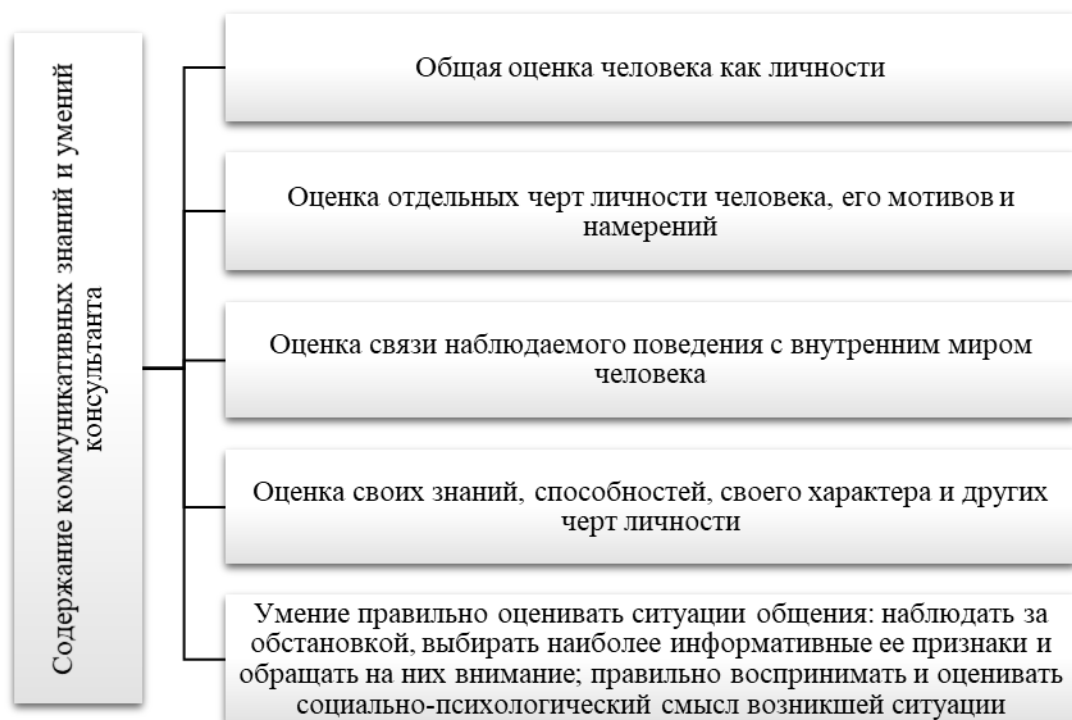 Содержание коммуникативных знаний и умений
консультанта
Общая оценка человека как личности
Оценка отдельных черт личности человека, его мотивов и
намерений
Оценка связи наблюдаемого поведения с внутренним миром
человека
Оценка своих знаний, способностей, своего характера и других
черт личности
Умение правильно оценивать ситуации общения: наблюдать за
обстановкой, выбирать наиболее информативные ее признаки и
обращать на них внимание; правильно воспринимать и оценивать
социально-психологический смысл возникшей ситуации